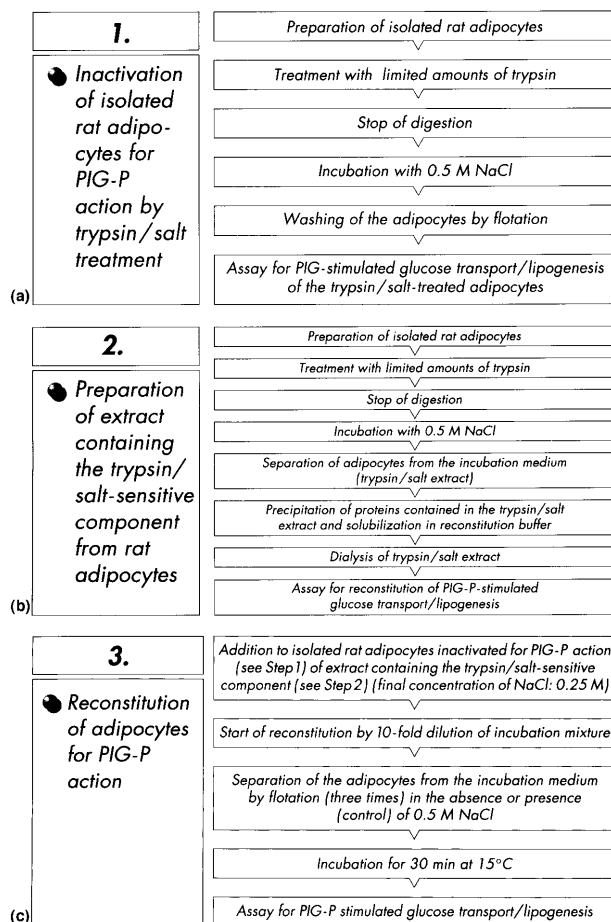 1.
Inactivation
of isolated
rat adipo-
cytes for
PIG-P
action by
trypsin/salt
treatment
(a)
Preparation of isolated rat adipocytes
Treatment with limited amounts of trypsin
Stop of digestion
Incubation with 0.5 M NaCl
Washing of the adipocytes by flotation
Assay for PIG-stimulated glucose transport/lipogenesis
of the trypsin/salt-treated adipocytes
2.
Preparation
of extract
containing
the trypsin/
salt-sensitive
component
from rat
adipocytes
(b)
Preparation of isolated rat adipocytes
Treatment with limited amounts of trypsin
Stop of digestion
Incubation with 0.5 M NaCl
Separation of adipocytes from the incubation medium
(trypsin/salt extract)
Precipitation of proteins contained in the trypsin/salt
extract and solubilization in reconstitution buffer
Dialysis of trypsin/salt extract
Assay for reconstitution of PIG-P-stimulated
glucose transport/lipogenesis
3.
Reconstitution
of adipocytes
for PIG-P
action
(c)
Addition to isolated rat adipocytes inactivated for PIG-P action
(see Step 1) of extract containing the trypsin/salt-sensitive
component (see Step 2) (final concentration of NaCl: 0.25 M)
Start of reconstitution by 10-fold dilution of incubation mixture
Separation of the adipocytes from the incubation medium
by flotation (three times) in the absence or presence
(control) of 0.5 M NaCl
Incubation for 30 min at 15°C
Assay for PIG-P stimulated glucose transport/lipogenesis